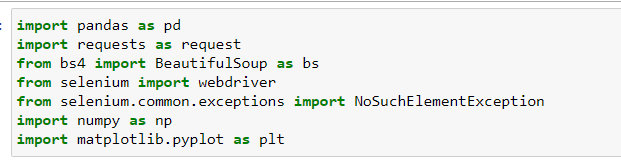 import pandas as pd
import requests as request
from bs4 import BeautifulSoup as bs
from selenium import webdriver
from selenium.common.exceptions import NoSuchElementException
import numpy as np
import matplotlib.pyplot as plt